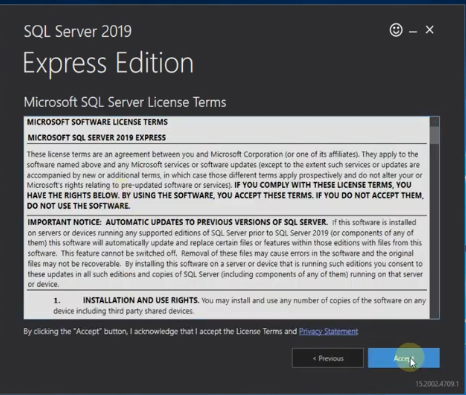 SQL Server 2019
Express Edition
Microsoft SQL Server License Terms
MICROSOFT SOFTWARE LICENSE TERMS
MICROSOFT SQL SERVER 2019 EXPRESS
These license terms are an agreement between you and Microsoft Corporation (or one of its affiliates). They apply to the
software named above and any Microsoft services or software updates (except to the extent such services or updates are
accompanied by new or additional terms, in which case those different terms apply prospectively and do not alter your or
Microsoft's rights relating to pre-updated software or services). IF YOU COMPLY WITH THESE LICENSE TERMS, YOU
HAVE THE RIGHTS BELOW. BY USING THE SOFTWARE, YOU ACCEPT THESE TERMS. IF YOU DO NOT ACCEPT THEM,
DO NOT USE THE SOFTWARE.
IMPORTANT NOTICE: AUTOMATIC UPDATES TO PREVIOUS VERSIONS OF SQL SERVER. If this software is installed
on servers or devices running any supported editions of SQL Server prior to SQL Server 2019 (or components of any of
them) this software will automatically update and replace certain files or features within those editions with files from this
software. This feature cannot be switched off. Removal of these files may cause errors in the software and the original
files may not be recoverable. By installing this software on a server or device that is running such editions you consent to
these updates in all such editions and copies of SQL Server (including components of any of them) running on that server
or device.
1. INSTALLATION AND USE RIGHTS. You may install and use any number of copies of the software on any
device including third party shared devices.
By clicking the "Accept" button, I acknowledge that I accept the License Terms and Privacy Statement
< Previous
Accept
15.2002.4709.1